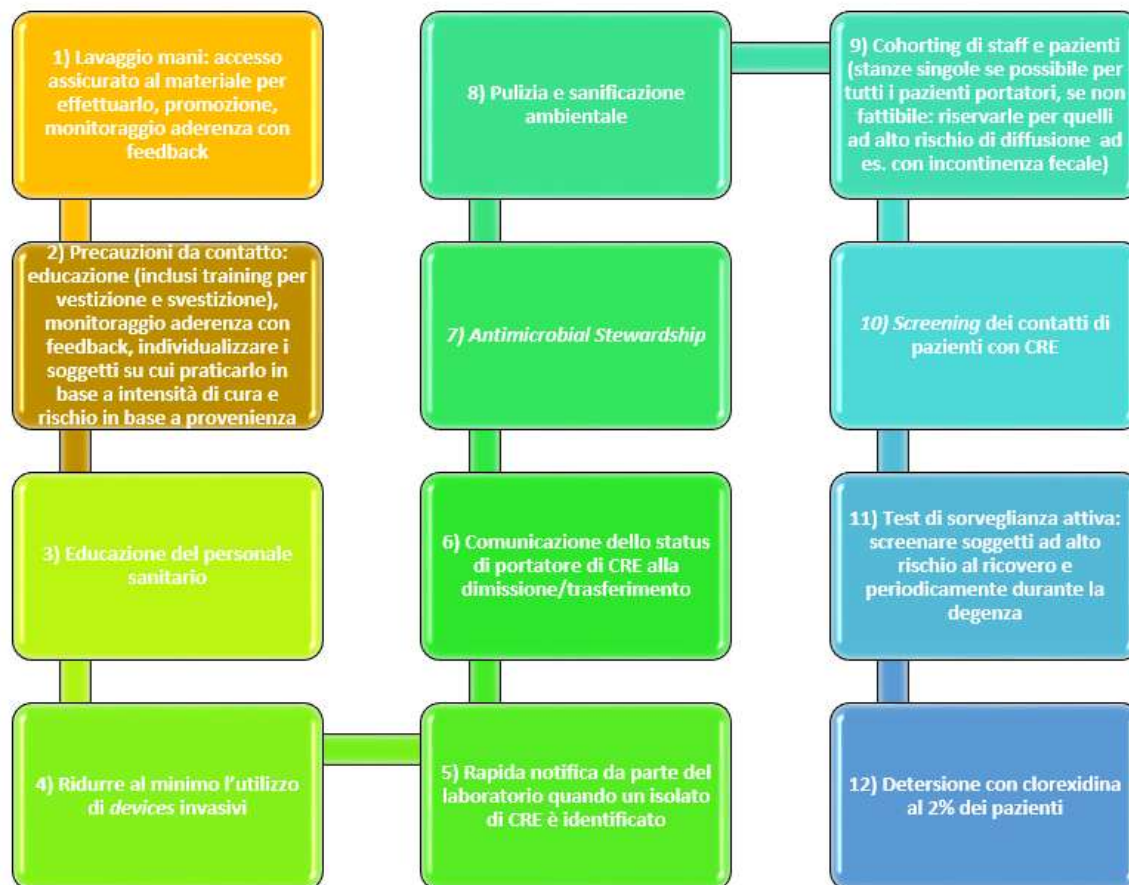 1) Lavaggio mani: accesso
assicurato al materiale per
effettuarlo, promozione,
monitoraggio aderenza con
feedback
2) Precauzioni da contatto:
educazione (inclusi training per
vestizione e svestizione),
monitoraggio aderenza con
feedback, individualizzare i
soggetti su cui praticarlo in
base a intensità di cura e
rischio in base a provenienza
3) Educazione del personale
sanitario
4) Ridurre al minimo l'utilizzo
di devices invasivi
5) Rapida notifica da parte del
laboratorio quando un isolato
di CRE è identificato
6) Comunicazione dello status
di portatore di CRE alla
dimissione/trasferimento
7) Antimicrobial Stewardship
8) Pulizia e sanificazione
ambientale
9) Cohorting di staff e pazienti
(stanze singole se possibile per
tutti i pazienti portatori, se non
fattibile: riservarle per quelli
ad alto rischio di diffusione ad
es. con incontinenza fecale)
10) Screening dei contatti di
pazienti con CRE
11) Test di sorveglianza attiva:
screenare soggetti ad alto
rischio al ricovero e
periodicamente durante la
degenza
12) Detersione con clorexidina
al 2% dei pazienti